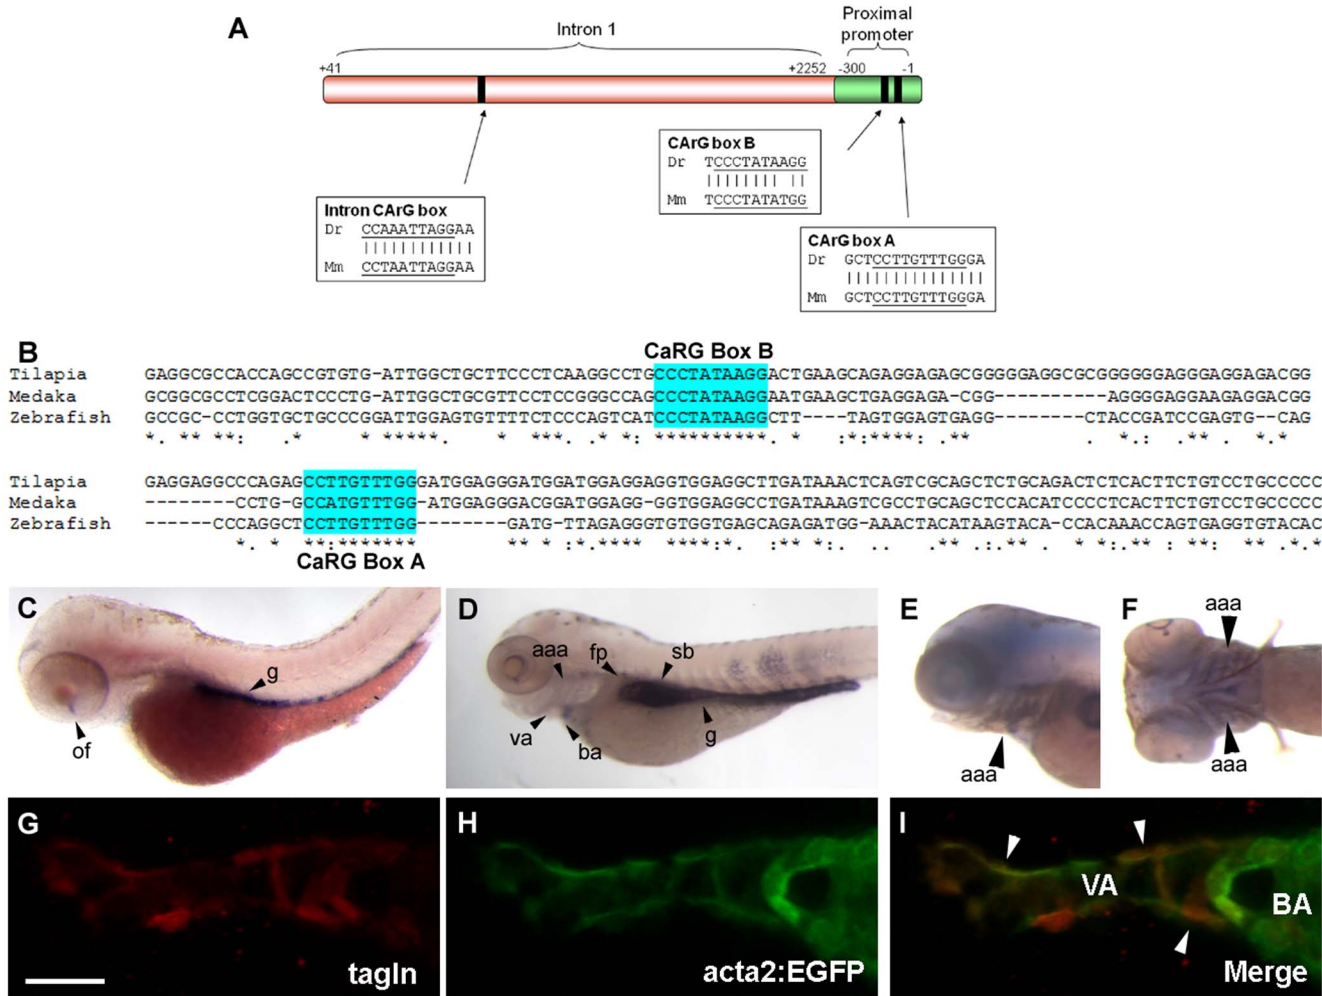 A
Intron 1
Proximal
promoter
+41
+2252
-300
-1
CArG box B
Dr TCCCTATAAGG
|||||||| ||
Mm TCCCTATATGG
Intron CArG box
Dr CCAAATTAGGAA
||||||||||||
Mm CCTAATTAGGAA
CArG box A
Dr GCTCCTTGTTTGGGA
|||||||||||||||
Mm GCTCCTTGTTTGGGA
B
CaRG Box B
Tilapia GAGGCGCCACCAGCCGTGTG-ATTGGCTGCTTCCCTCAAGGCCTGCCCTATAAGGACTGAAGCAGAGGAGAGCGGGGGAGGCGCGGGGGGAGGGAGGAGACGG
Medaka GCGGCGCCTCGGACTCCCTG-ATTGGCTGCGTTCCTCCGGGCCAGCCCTATAAGGAATGAAGCTGAGGAGA-CGG----------AGGGGAGGAAGAGGACGG
Zebrafish GCCGC-CCTGGTGCTGCCCGGATTGGAGTGTTTTCTCCCAGTCATCCCTATAAGGCTT----TAGTGGAGTGAGG--------CTACCGATCCGAGTG--CAG
*. ** **: .* * *****. * ***. .*. *: ********** . * :*:****:. .** . *.: .** . *.*
Tilapia GAGGAGGCCCAGAGCCTTGTTTGGGATGGAGGGATGGATGGAGGAGGTGGAGGCTTGATAAACTCAGTCGCAGCTCTGCAGACTCTCACTTCTGTCCTGCCCCC
Medaka --------CCTG-GCCATGTTTGG-ATGGAGGGACGGATGGAGG-GGTGGAGGCCTGATAAACTCGCCTGCAGCTCCACATCCCCTCACTTCTGTCCTGCCCCC
Zebrafish ------CCCAGGCTCCTTGTTTGG--------GATG-TTAGAGGGTGTGGTGAGCAGAGATGG-AAACTACATAAGTACA-CCACAAACCAGTGAGGTGTACAC
*. * **:******* ** * :*.**** ****:*. .** *:. .. .** .:.** . *: * .** : **: ** .*.*
CaRG Box A
C
g
of
D
aaa
fp
sb
va
ba
g
E
aaa
F
aaa
aaa
G
tagln
H
acta2:EGFP
I
VA
BA
Merge